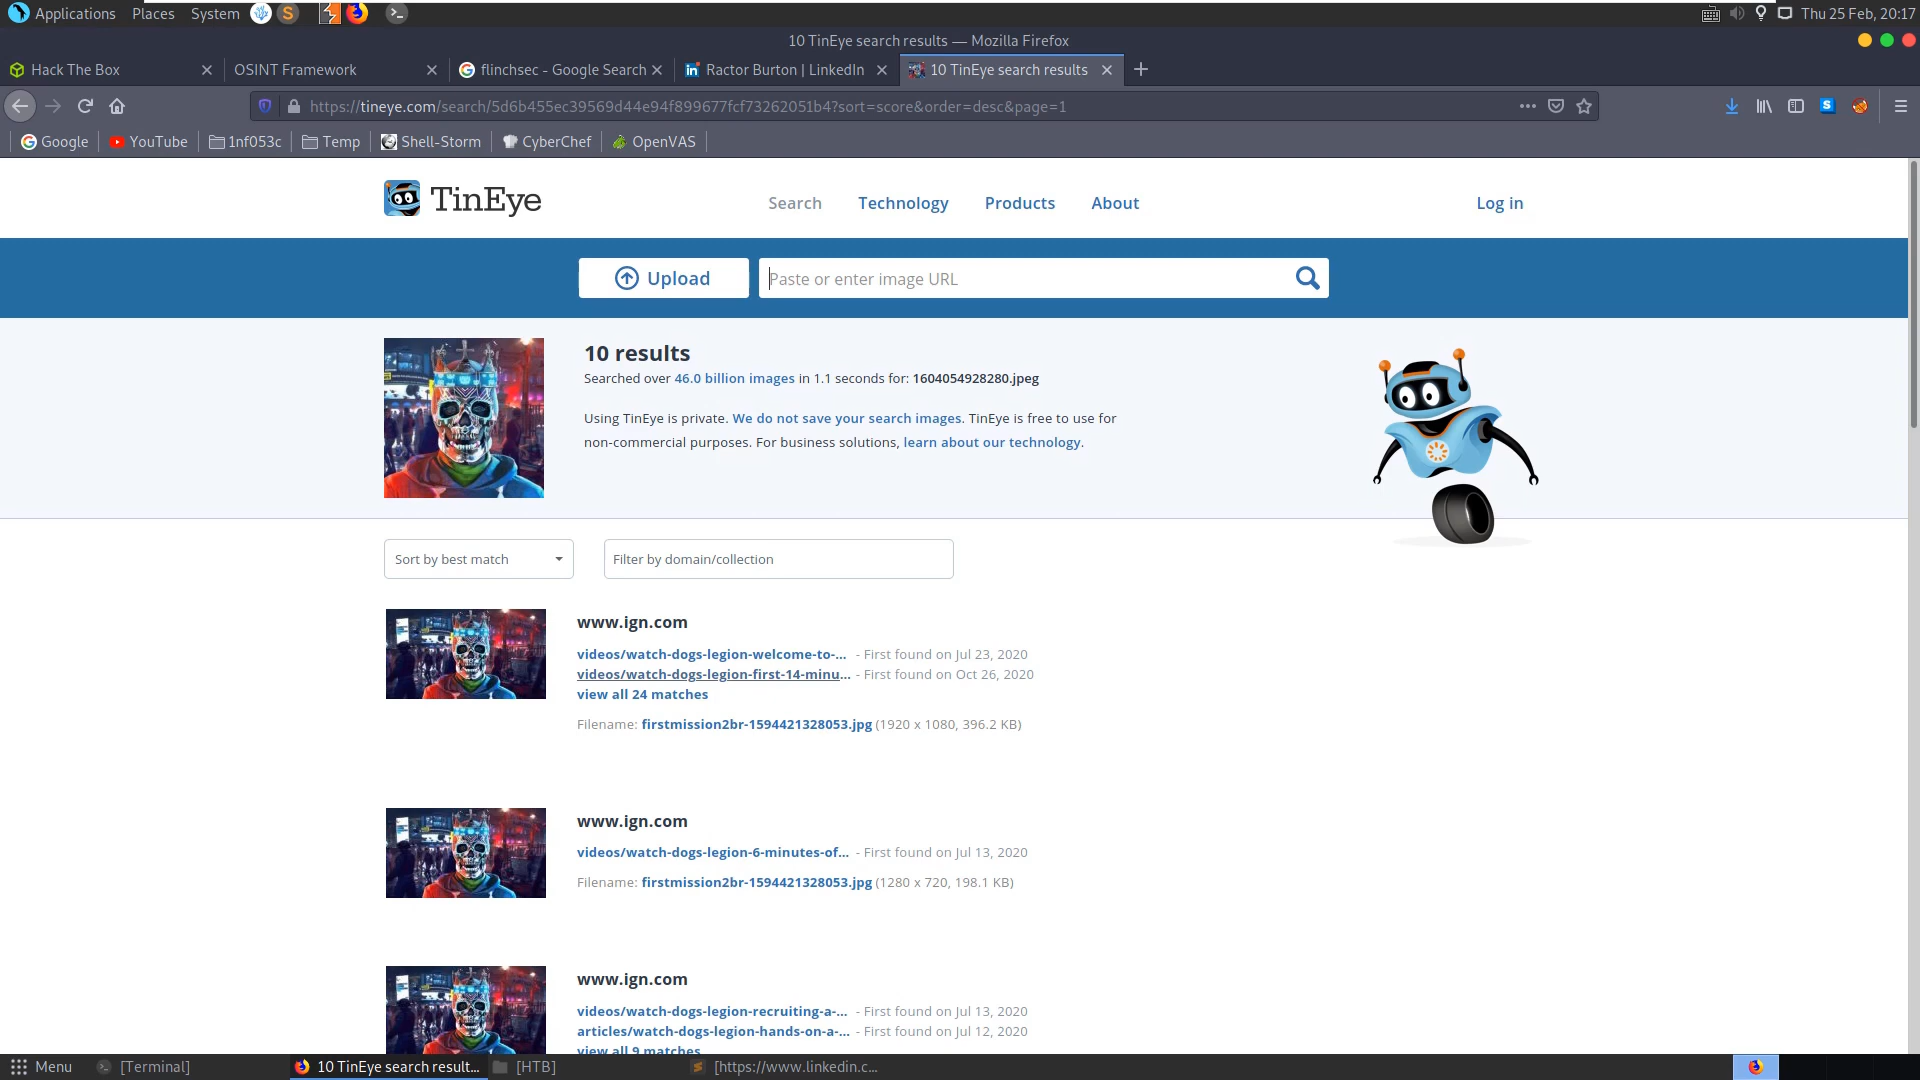 Applications Places System S Thu 25 Feb, 20:17
10 TinEye search results — Mozilla Firefox
Hack The Box OSINT Framework flinchsec - Google Search Ractor Burton | LinkedIn 10 TinEye search results
https://tineye.com/search/5d6b455ec39569d44e94f899677fcf73262051b4?sort=score&order=desc&page=1
Google YouTube 1nf053c Temp Shell-Storm CyberChef OpenVAS
TinEye Search Technology Products About Log in
Upload Paste or enter image URL
10 results
Searched over 46.0 billion images in 1.1 seconds for: 1604054928280.jpeg
Using TinEye is private. We do not save your search images. TinEye is free to use for
non-commercial purposes. For business solutions, learn about our technology.
Sort by best match Filter by domain/collection
www.ign.com
videos/watch-dogs-legion-welcome-to-... - First found on Jul 23, 2020
videos/watch-dogs-legion-first-14-minu... - First found on Oct 26, 2020
view all 24 matches
Filename: firstmission2br-1594421328053.jpg (1920 x 1080, 396.2 KB)
www.ign.com
videos/watch-dogs-legion-6-minutes-of... - First found on Jul 13, 2020
Filename: firstmission2br-1594421328053.jpg (1280 x 720, 198.1 KB)
www.ign.com
videos/watch-dogs-legion-recruiting-a-... - First found on Jul 13, 2020
articles/watch-dogs-legion-hands-on-a-... - First found on Jul 12, 2020
view all 9 matches
Menu [Terminal] 10 TinEye search result... [HTB] [https://www.linkedin.c...